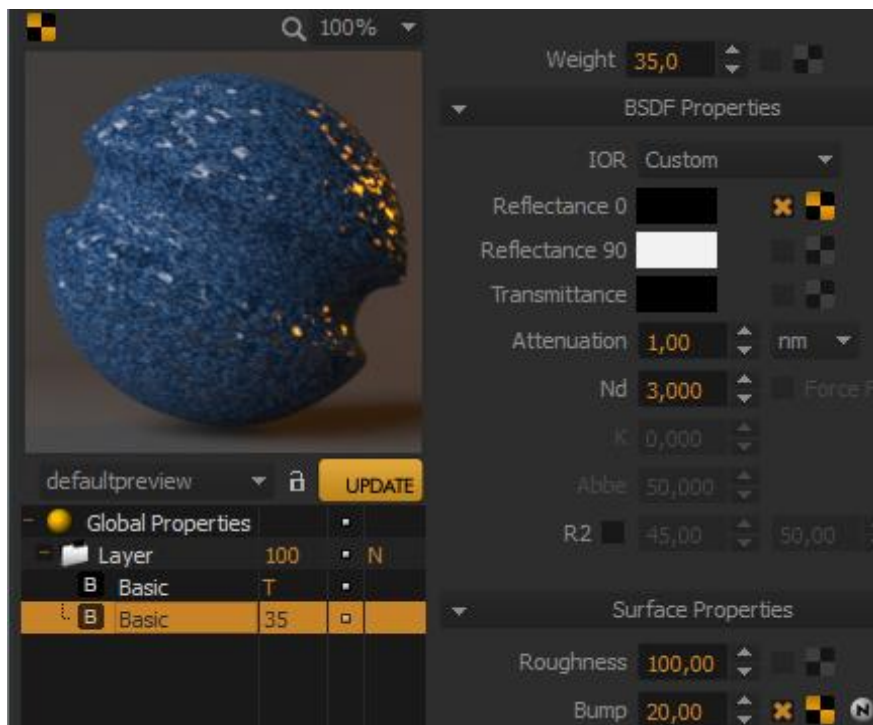 100%
Weight 35,0
BSDF Properties
IOR Custom
Reflectance 0
Reflectance 90
Transmittance
Attenuation 1,00 nm
Nd 3,000 Force
K 0,000
Abbe 50,000
R2 45,00 50,00
defaultpreview UPDATE
Global Properties
Layer 100 N
B Basic T
B Basic 35
Surface Properties
Roughness 100,00
Bump 20,00 N